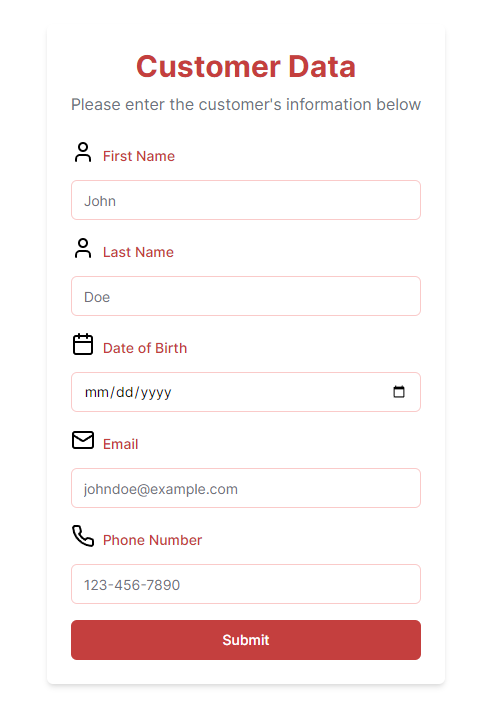 Customer Data
Please enter the customer's information below
First Name
John
Last Name
Doe
Date of Birth
mm/dd/yyyy
Email
johndoe@example.com
Phone Number
123-456-7890
Submit